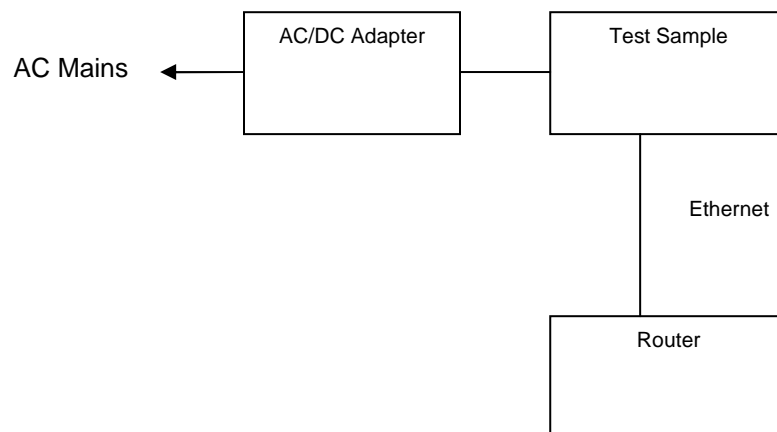 AC/DC Adapter
Test Sample
AC Mains
Ethernet
Router